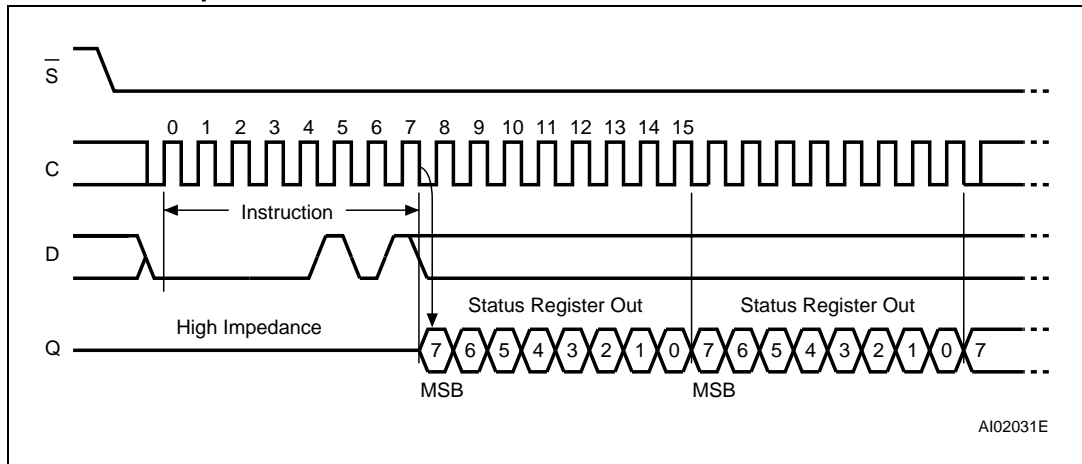 S
0 1 2 3 4 5 6 7 8 9 10 11 12 13 14 15
C
Instruction
D
Status Register Out Status Register Out
High Impedance
Q 7 6 5 4 3 2 1 0 7 6 5 4 3 2 1 0 7
MSB MSB
AI02031E